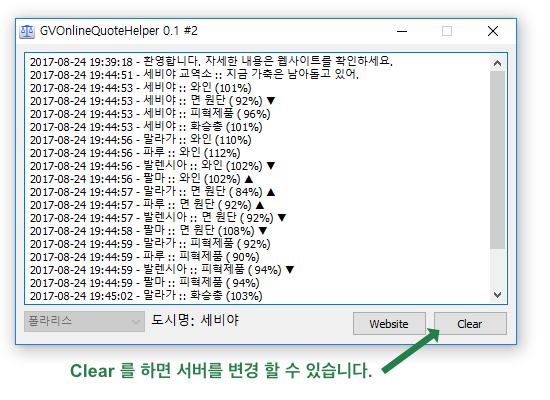 GVOnlineQuoteHelper 0.1 #2
2017-08-24 19:39:18 - 환영합니다. 자세한 내용은 웹사이트를 확인하세요.
2017-08-24 19:44:51 - 세비야 교역소 :: 지금 가죽은 남아돌고 있어.
2017-08-24 19:44:53 - 세비야 :: 와인 (101%)
2017-08-24 19:44:53 - 세비야 :: 면 원단 ( 92%) ▼
2017-08-24 19:44:53 - 세비야 :: 피혁제품 ( 96%)
2017-08-24 19:44:53 - 세비야 :: 화승총 (101%)
2017-08-24 19:44:56 - 말라가 :: 와인 (110%)
2017-08-24 19:44:56 - 파루 :: 와인 (112%)
2017-08-24 19:44:56 - 발렌시아 :: 와인 (102%) ▼
2017-08-24 19:44:56 - 팔마 :: 와인 (102%) ▲
2017-08-24 19:44:57 - 말라가 :: 면 원단 ( 84%) ▲
2017-08-24 19:44:57 - 파루 :: 면 원단 ( 92%) ▲
2017-08-24 19:44:57 - 발렌시아 :: 면 원단 ( 92%) ▼
2017-08-24 19:44:58 - 팔마 :: 면 원단 (108%) ▼
2017-08-24 19:44:59 - 말라가 :: 피혁제품 ( 92%)
2017-08-24 19:44:59 - 파루 :: 피혁제품 ( 90%)
2017-08-24 19:44:59 - 발렌시아 :: 피혁제품 ( 94%) ▼
2017-08-24 19:44:59 - 팔마 :: 피혁제품 ( 94%)
2017-08-24 19:45:02 - 말라가 :: 화승총 (103%)
폴라리스 도시명: 세비야 Website Clear
Clear 를 하면 서버를 변경 할 수 있습니다.